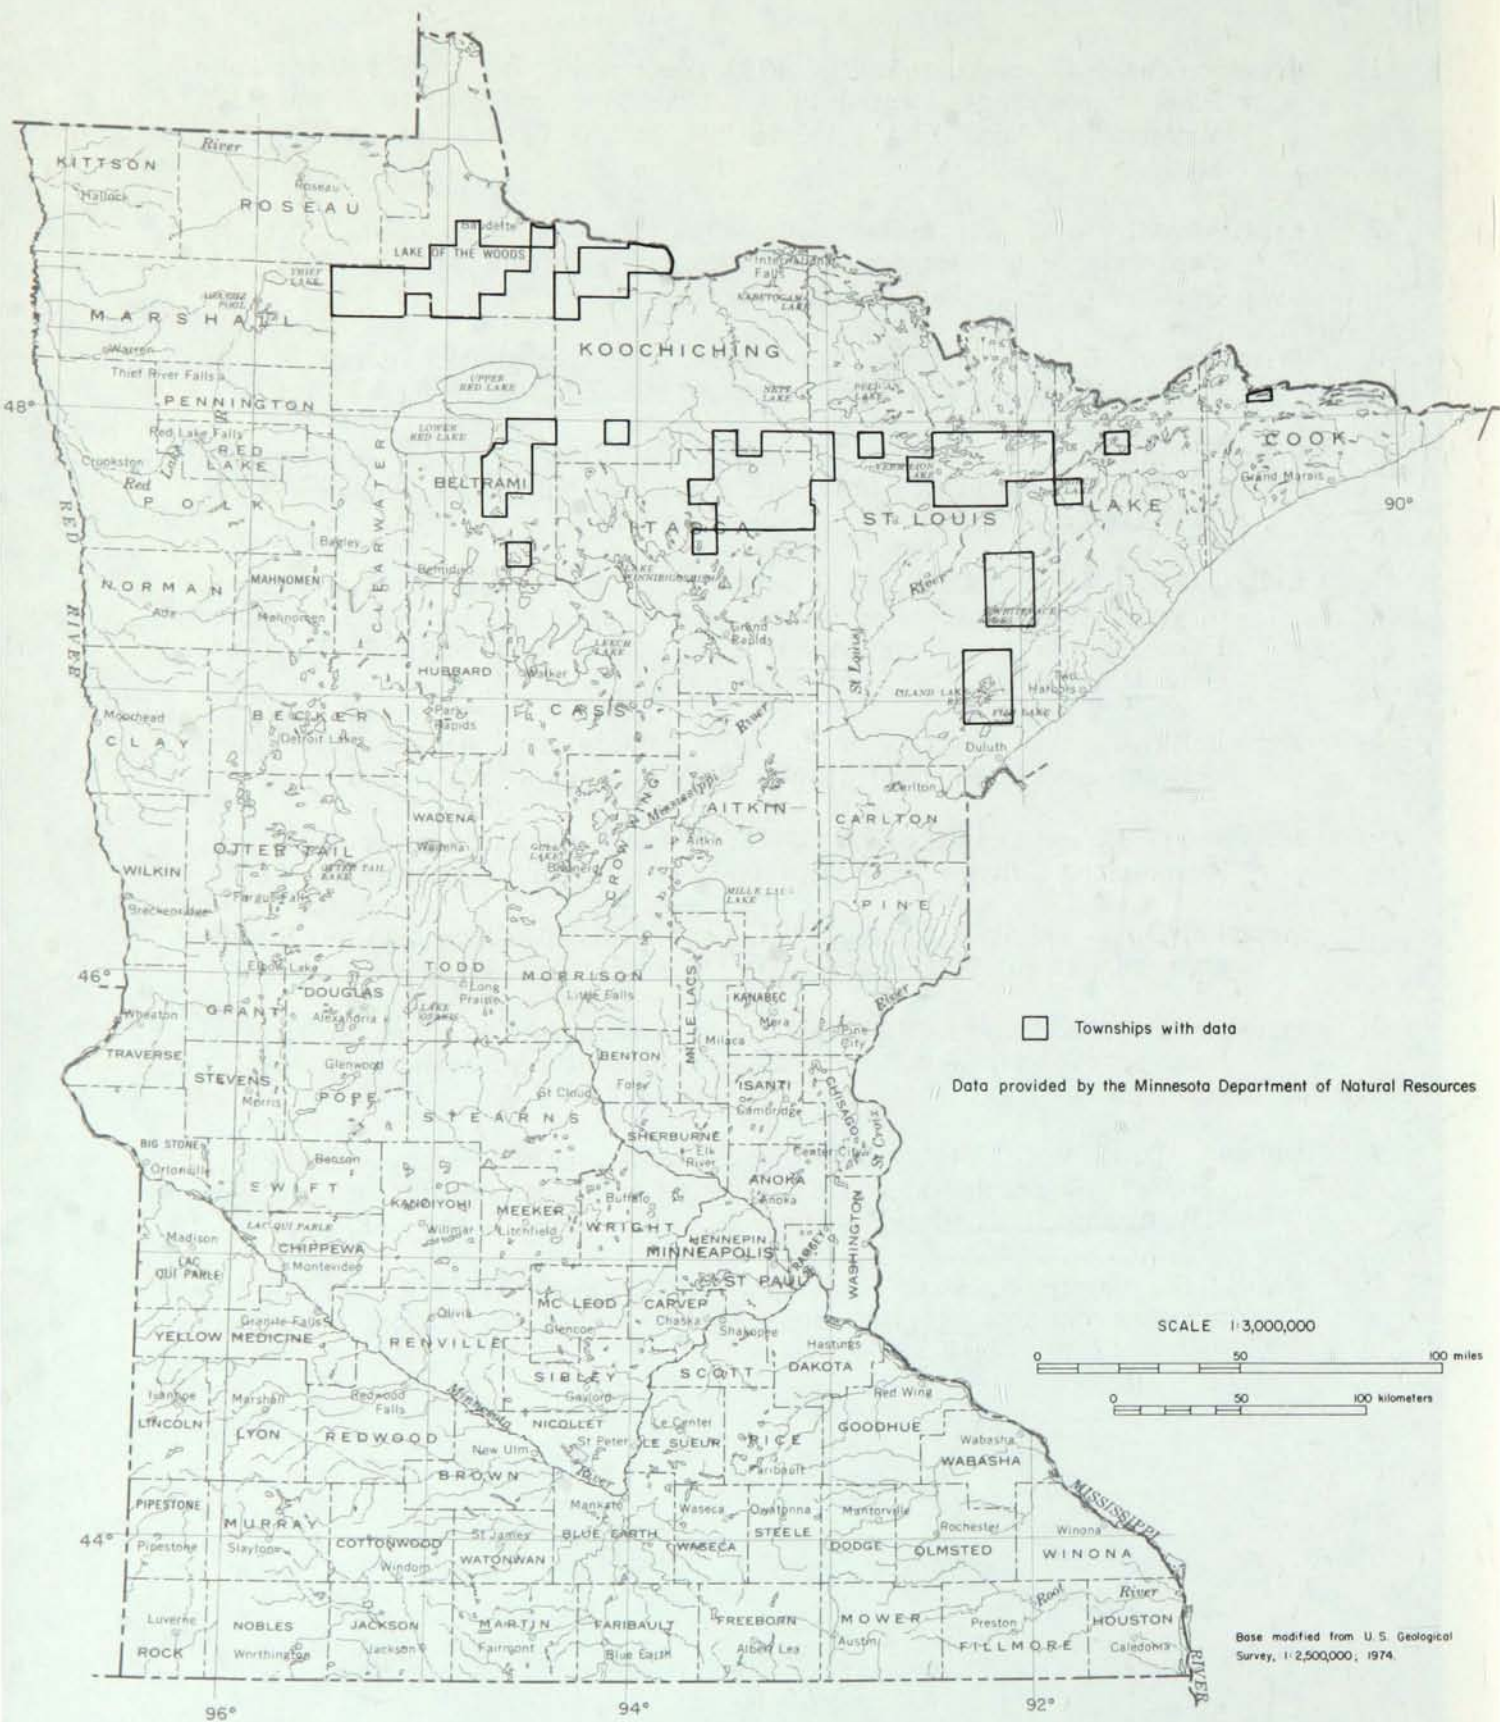 River
KITTSON
Hallock
Roseau
ROSEAU
Baudette
LAKE OF THE WOODS
THIEF LAKE
International Falls
KABETOGAMA LAKE
MARSHALL
Warren
KOOCHICHING
Thief River Falls
UPPER RED LAKE
NETT LAKE
PELICAN LAKE
48°
PENNINGTON
Red Lake Falls
RED LAKE
LOWER RED LAKE
COOK
Crookston
Red Lake R
VERMILION LAKE
Grand Marais
POLK
BELTRAMI
90°
RED RIVER
CLEARWATER
ITASCA
ST. LOUIS
LAKE
Bagley
Bemidji
LAKE WINNIBIGOSHISH
NORMAN
MAHNOMEN
River
Ada
Mahnomen
WHITEFACE
Grand Rapids
LEECH LAKE
St Louis
HUBBARD
Walker
Two Harbors
ISLAND LAKE
FISH LAKE
Moorhead
BECKER
Park Rapids
CASS
River
CLAY
Detroit Lakes
Duluth
Carlton
WADENA
CROW WING
Mississippi
AITKIN
CARLTON
Wadena
Aitkin
OTTER TAIL
GULL LAKE
Brainerd
WILKIN
OTTER TAIL LAKE
Fergus Falls
MILLE LACS LAKE
Breckenridge
PINE
46°
Elbow Lake
TODD
MORRISON
DOUGLAS
Long Prairie
Little Falls
MILLE LACS
KANABEC
River
GRANT
Alexandria
LAKE OSAKIS
Mora
Wheaton
Pine City
Townships with data
Milaca
TRAVERSE
Glenwood
BENTON
STEVENS
Foley
ISANTI
Data provided by the Minnesota Department of Natural Resources
Morris
POPE
St Cloud
Cambridge
CHISAGO
STEARNS
St Croix
SHERBURNE
BIG STONE
Elk River
Center City
Ortonville
Benson
SWIFT
ANOKA
KANDIYOHI
MEEKER
Buffalo
Anoka
Willmar
Litchfield
WRIGHT
WASHINGTON
LAC QUI PARLE
HENNEPIN
RAMSEY
Madison
CHIPPEWA
MINNEAPOLIS
LAC QUI PARLE
Montevideo
ST PAUL
MC LEOD
CARVER
Granite Falls
Olivia
Chaska
SCALE 1:3,000,000
YELLOW MEDICINE
RENVILLE
Glencoe
Shakopee
Hastings
0 50 100 miles
SIBLEY
SCOTT
DAKOTA
Ivanhoe
Marshall
Redwood Falls
Minnesota
Gaylord
Red Wing
0 50 100 kilometers
LINCOLN
LYON
REDWOOD
NICOLLET
Le Center
GOODHUE
New Ulm
St Peter
LE SUEUR
RICE
Wabasha
BROWN
River
Faribault
WABASHA
PIPESTONE
Mankato
Waseca
Owatonna
Mantorville
MISSISSIPPI
MURRAY
St James
BLUE EARTH
STEELE
Rochester
Winona
44°
Pipestone
Slayton
COTTONWOOD
WATONWAN
WASECA
DODGE
OLMSTED
WINONA
Windom
Root River
Luverne
NOBLES
JACKSON
MARTIN
FARIBAULT
FREEBORN
MOWER
Preston
HOUSTON
ROCK
Worthington
Jackson
Fairmont
Blue Earth
Albert Lea
Austin
FILLMORE
Caledonia
RIVER
Base modified from U.S. Geological
Survey, 1:2,500,000; 1974.
96°
94°
92°